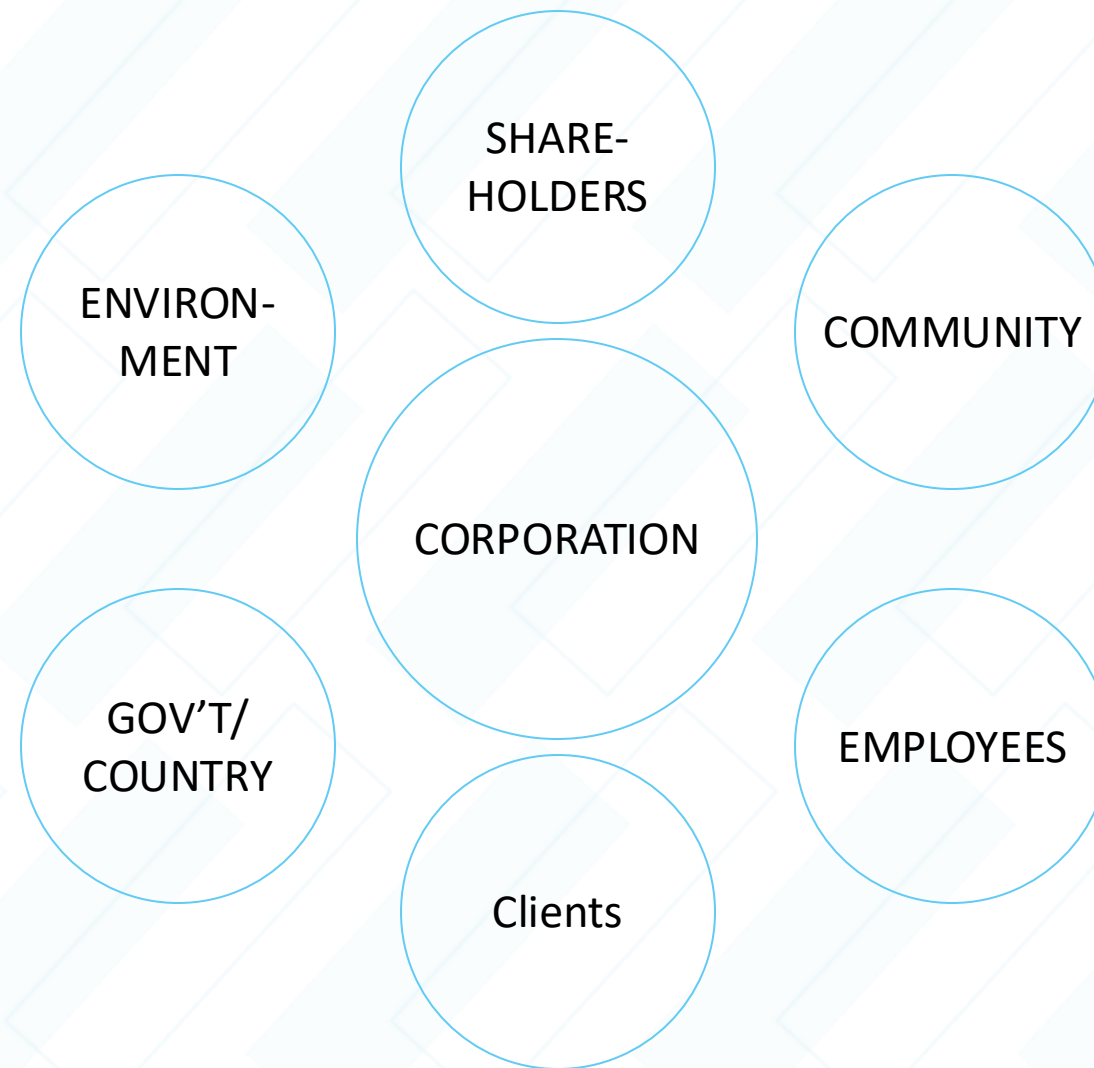 SHARE-
HOLDERS
ENVIRON-
MENT
COMMUNITY
CORPORATION
GOV’T/
COUNTRY
EMPLOYEES
Clients